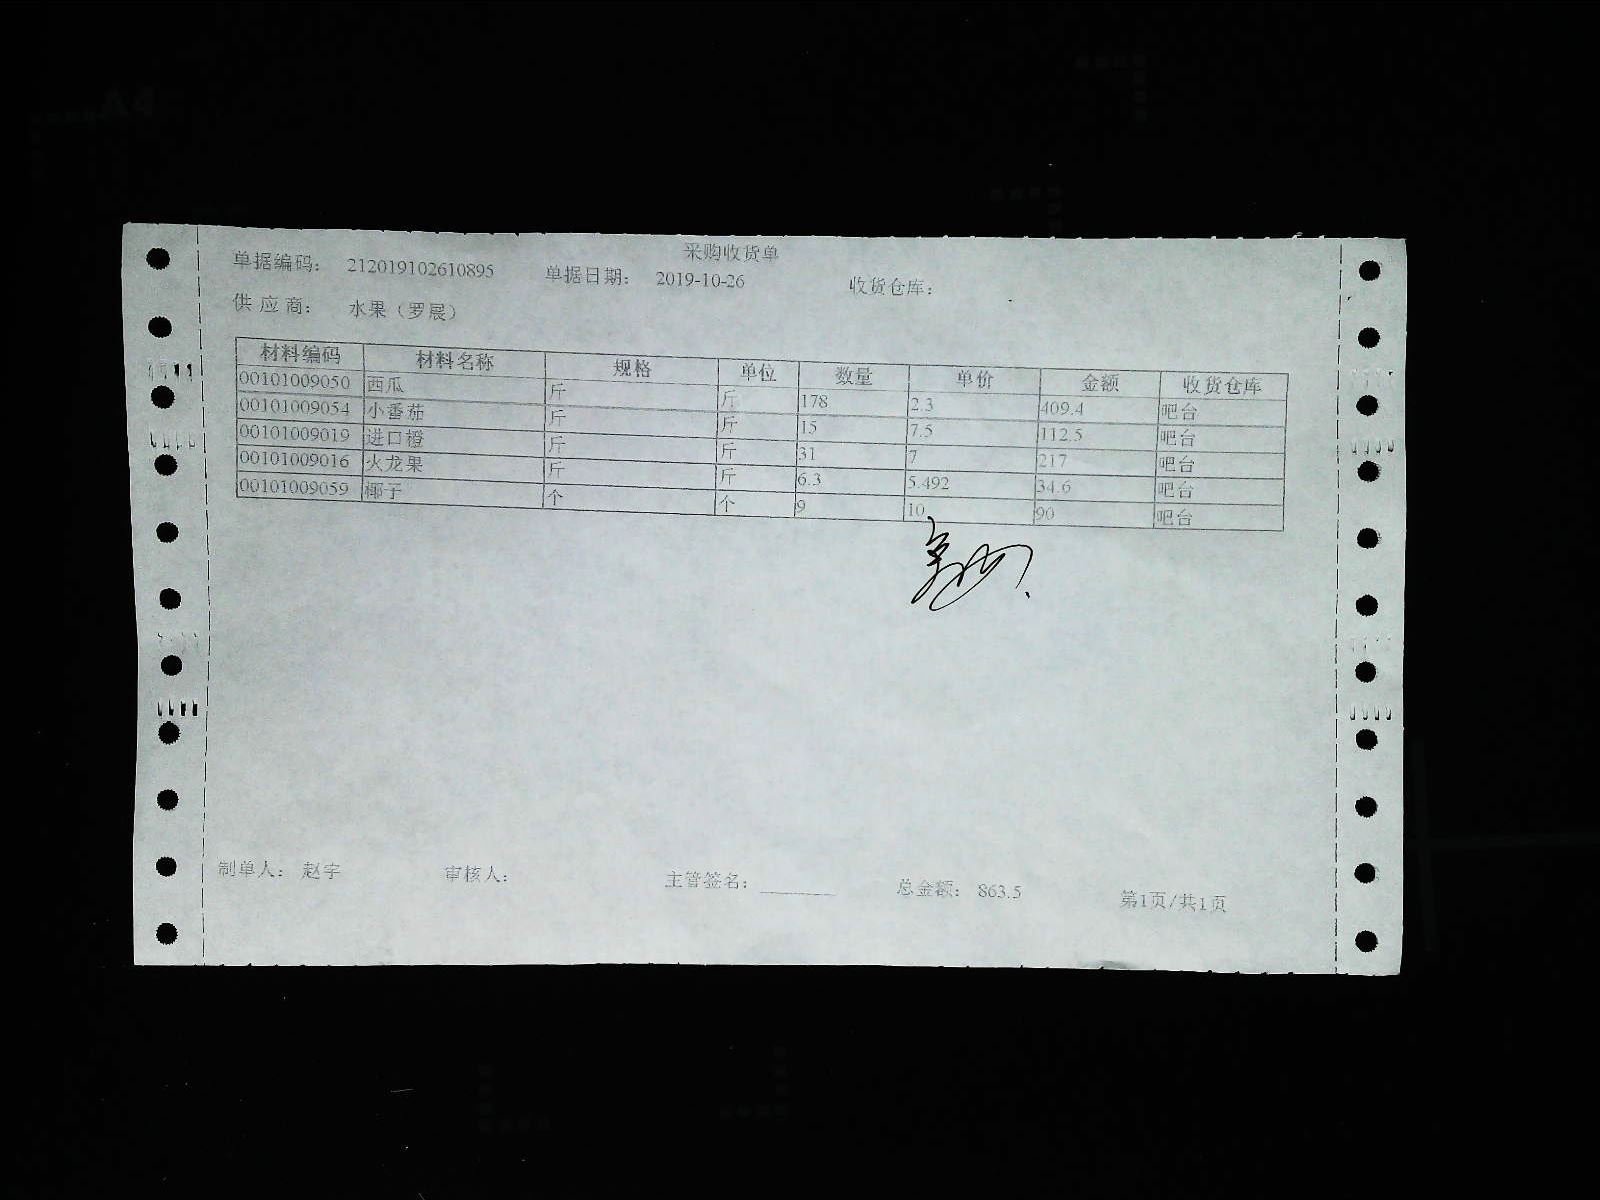 采购收货单
单据编码： 212019102610895 单据日期： 2019-10-26 收货仓库：
供 应 商： 水果（罗晨）
材料编码 材料名称 规格 单位 数量 单价 金额 收货仓库
00101009050 西瓜 斤 斤 178 2.3 409.4 吧台
00101009054 小番茄 斤 斤 15 7.5 112.5 吧台
00101009019 进口橙 斤 斤 31 7 217 吧台
00101009016 火龙果 斤 斤 6.3 5.492 34.6 吧台
00101009059 椰子 个 个 9 10 90 吧台
制单人： 赵宇 审核人： 主管签名： 总金额： 863.5 第1页/共1页